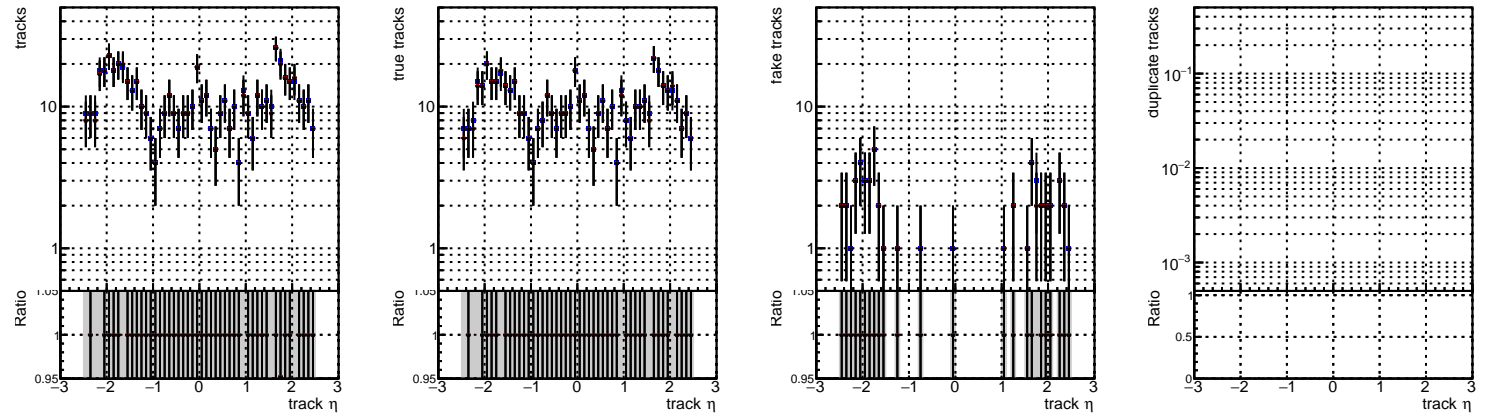 tracks
10
1
Ratio
1.05
1
0.95
−3 −2 −1 0 1 2 3
track η
true tracks
10
1
Ratio
1.05
1
0.95
−3 −2 −1 0 1 2 3
track η
fake tracks
10
1
Ratio
1.05
1
0.95
−3 −2 −1 0 1 2 3
track η
duplicate tracks
10−1
10−2
10−3
Ratio
1
0.5
0
−3 −2 −1 0 1 2 3
track η